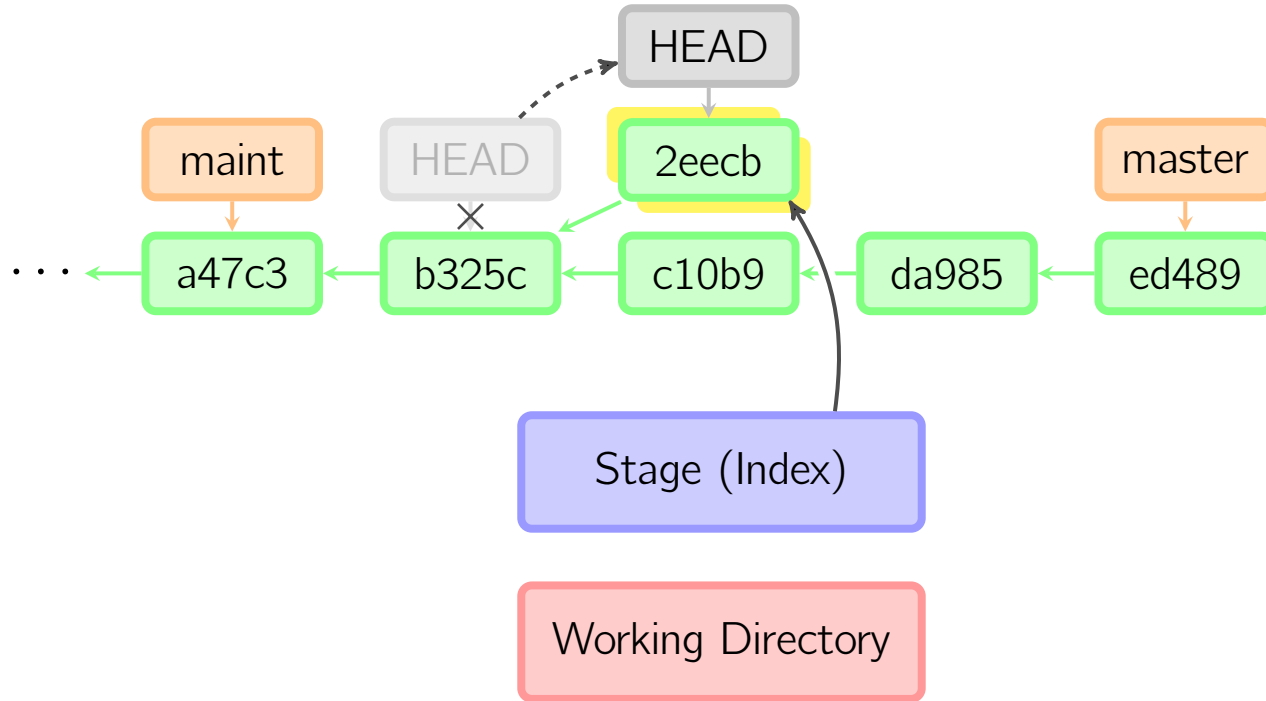 HEAD
maint
HEAD
2eecb
master
...
a47c3
b325c
c10b9
da985
ed489
Stage (Index)
Working Directory